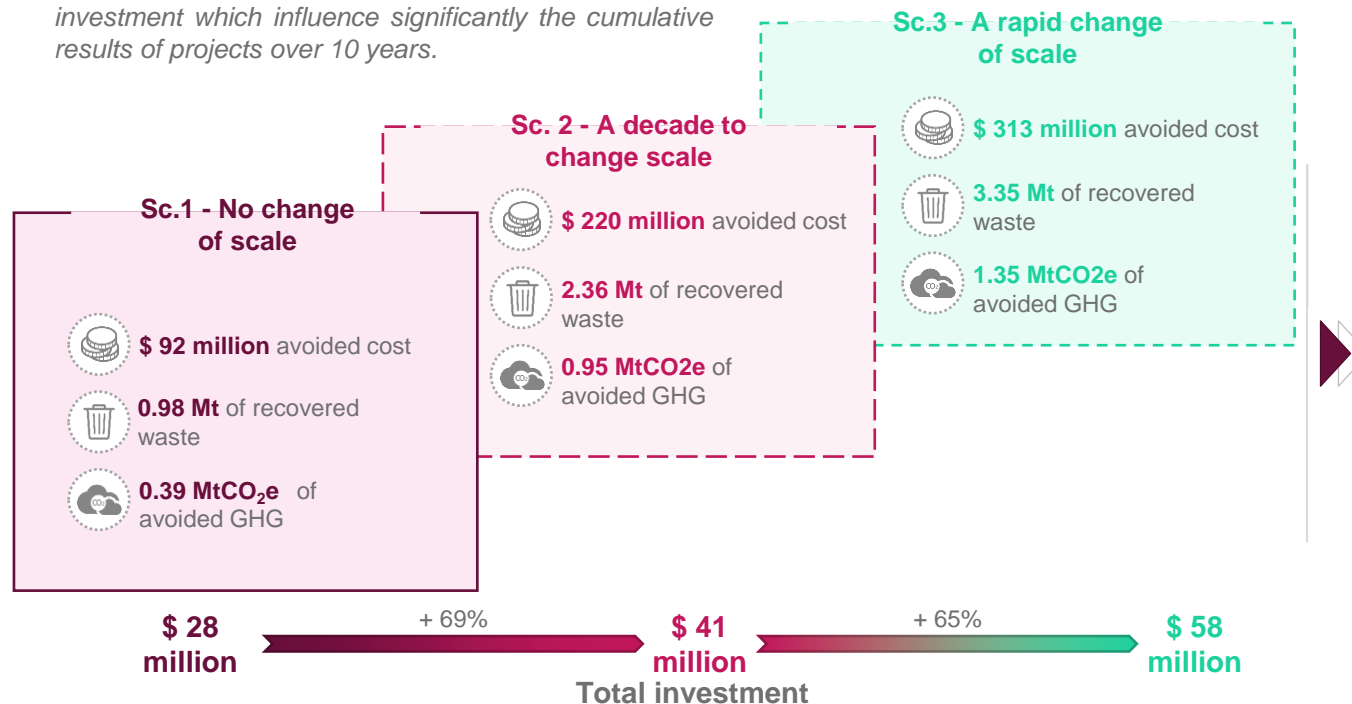 investment which influence significantly the cumulative
results of projects over 10 years.
Sc.1 - No change
of scale
$ 92 million avoided cost
0.98 Mt of recovered
waste
CO₂
0.39 MtCO₂e of
avoided GHG
Sc. 2 - A decade to
change scale
$ 220 million avoided cost
2.36 Mt of recovered
waste
CO₂
0.95 MtCO2e of
avoided GHG
Sc.3 - A rapid change
of scale
$ 313 million avoided cost
3.35 Mt of recovered
waste
CO₂
1.35 MtCO2e of
avoided GHG
$ 28
million
+ 69%
$ 41
million
+ 65%
$ 58
million
Total investment